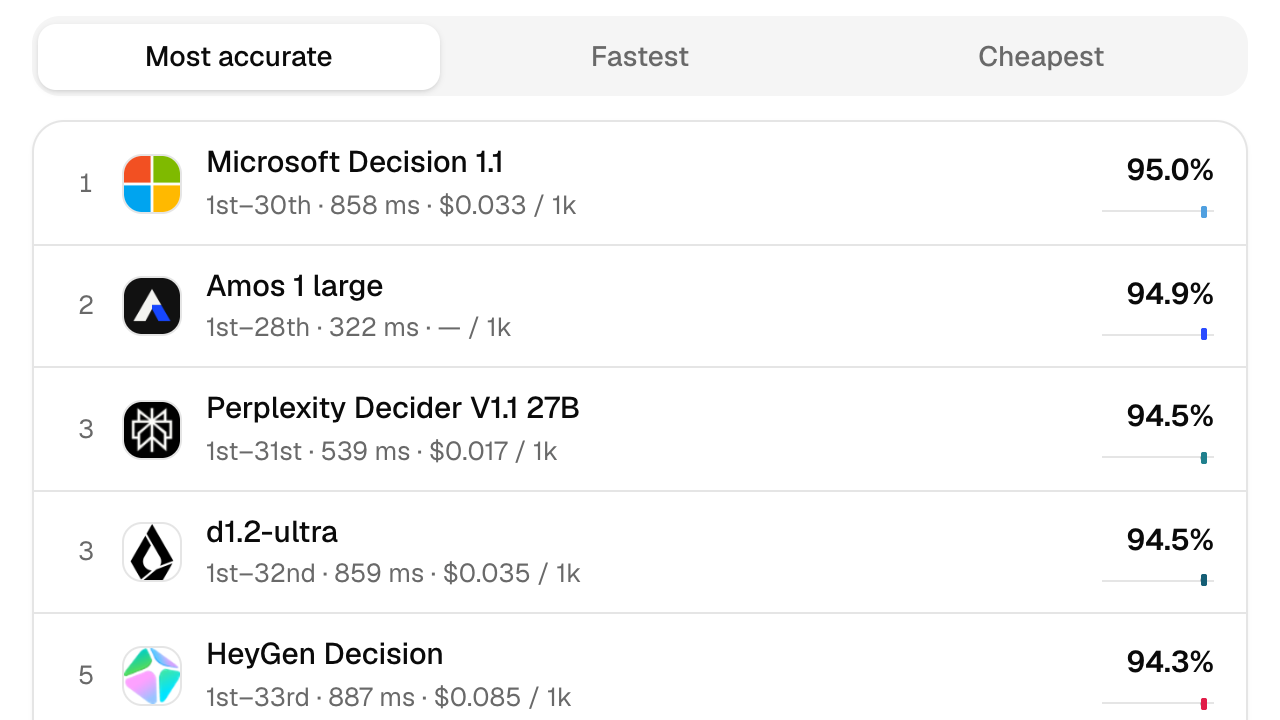 Most accurate
Fastest
Cheapest
1
Microsoft Decision 1.1
1st–30th · 858 ms · $0.033 / 1k
95.0%
2
Amos 1 large
1st–28th · 322 ms · — / 1k
94.9%
3
Perplexity Decider V1.1 27B
1st–31st · 539 ms · $0.017 / 1k
94.5%
3
d1.2-ultra
1st–32nd · 859 ms · $0.035 / 1k
94.5%
5
HeyGen Decision
1st–33rd · 887 ms · $0.085 / 1k
94.3%